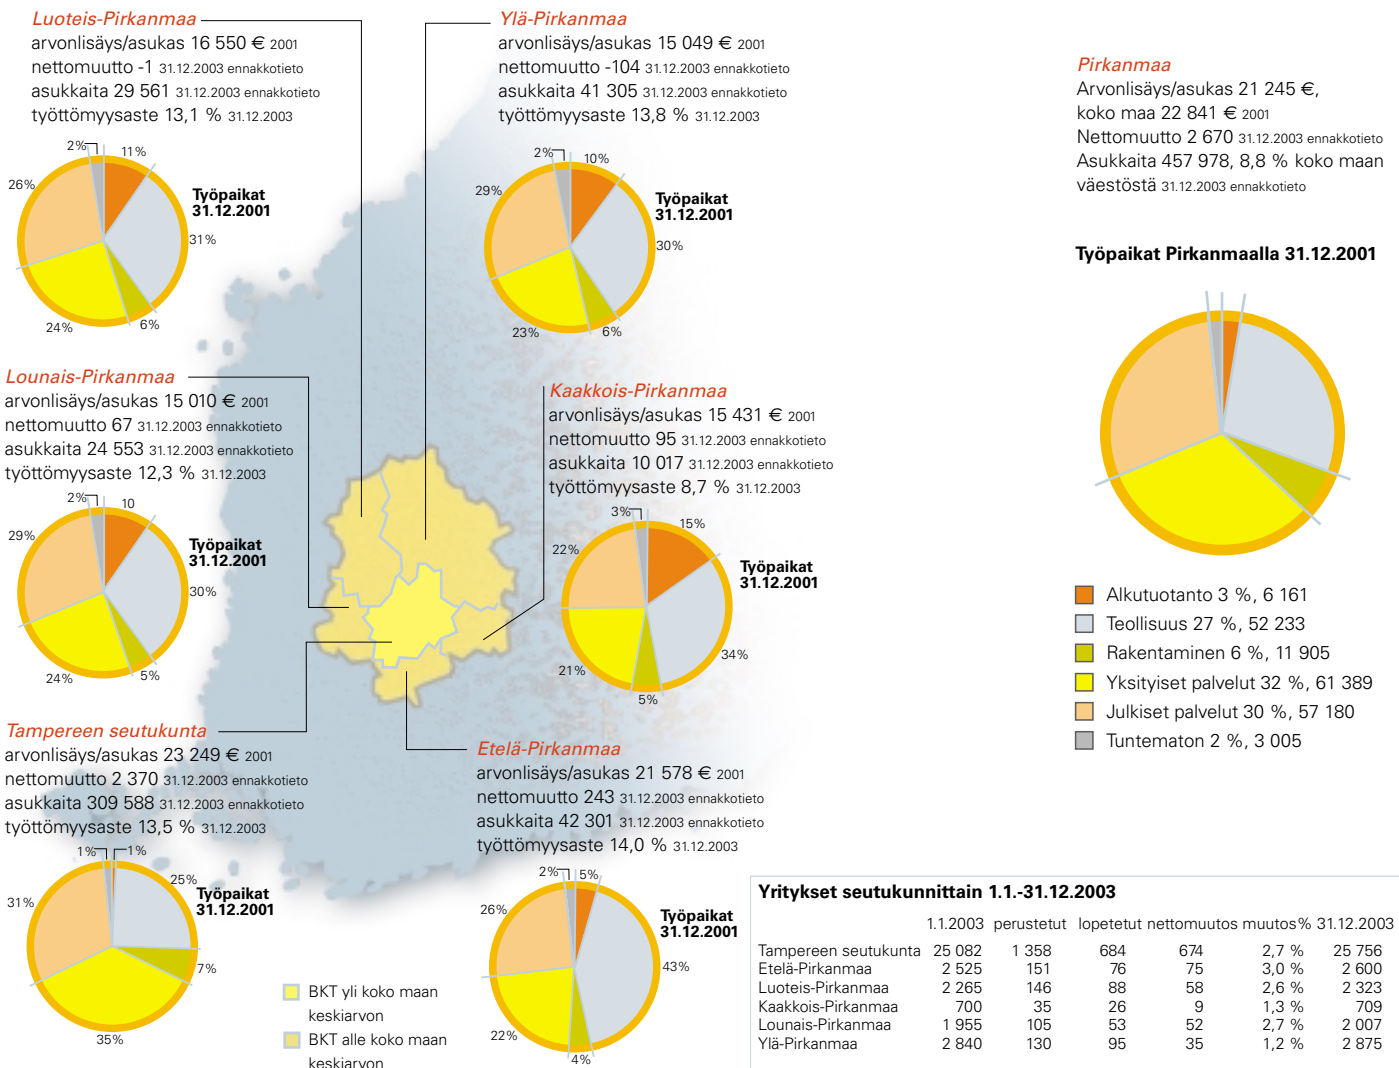 Luoteis-Pirkanmaa
arvonlisäys/asukas 16 550 € 2001
nettomuutto -1 31.12.2003 ennakkotieto
asukkaita 29 561 31.12.2003 ennakkotieto
työttömyysaste 13,1 % 31.12.2003
2%
11%
26%
Työpaikat
31.12.2001
31%
24%
6%
Ylä-Pirkanmaa
arvonlisäys/asukas 15 049 € 2001
nettomuutto -104 31.12.2003 ennakkotieto
asukkaita 41 305 31.12.2003 ennakkotieto
työttömyysaste 13,8 % 31.12.2003
2%
10%
29%
Työpaikat
31.12.2001
30%
23%
6%
Pirkanmaa
Arvonlisäys/asukas 21 245 €,
koko maa 22 841 € 2001
Nettomuutto 2 670 31.12.2003 ennakkotieto
Asukkaita 457 978, 8,8 % koko maan
väestöstä 31.12.2003 ennakkotieto
Työpaikat Pirkanmaalla 31.12.2001
Alkutuotanto 3 %, 6 161
Teollisuus 27 %, 52 233
Rakentaminen 6 %, 11 905
Yksityiset palvelut 32 %, 61 389
Julkiset palvelut 30 %, 57 180
Tuntematon 2 %, 3 005
Lounais-Pirkanmaa
arvonlisäys/asukas 15 010 € 2001
nettomuutto 67 31.12.2003 ennakkotieto
asukkaita 24 553 31.12.2003 ennakkotieto
työttömyysaste 12,3 % 31.12.2003
2%
10
29%
Työpaikat
31.12.2001
30%
24%
5%
Kaakkois-Pirkanmaa
arvonlisäys/asukas 15 431 € 2001
nettomuutto 95 31.12.2003 ennakkotieto
asukkaita 10 017 31.12.2003 ennakkotieto
työttömyysaste 8,7 % 31.12.2003
3%
15%
22%
Työpaikat
31.12.2001
34%
21%
5%
Tampereen seutukunta
arvonlisäys/asukas 23 249 € 2001
nettomuutto 2 370 31.12.2003 ennakkotieto
asukkaita 309 588 31.12.2003 ennakkotieto
työttömyysaste 13,5 % 31.12.2003
1%
1%
25%
31%
Työpaikat
31.12.2001
7%
35%
Etelä-Pirkanmaa
arvonlisäys/asukas 21 578 € 2001
nettomuutto 243 31.12.2003 ennakkotieto
asukkaita 42 301 31.12.2003 ennakkotieto
työttömyysaste 14,0 % 31.12.2003
2%
5%
26%
Työpaikat
31.12.2001
43%
22%
4%
BKT yli koko maan
keskiarvon
BKT alle koko maan
keskiarvon
Yritykset seutukunnittain 1.1.-31.12.2003
1.1.2003 perustetut lopetetut nettomuutos muutos% 31.12.2003
Tampereen seutukunta 25 082 1 358 684 674 2,7 % 25 756
Etelä-Pirkanmaa 2 525 151 76 75 3,0 % 2 600
Luoteis-Pirkanmaa 2 265 146 88 58 2,6 % 2 323
Kaakkois-Pirkanmaa 700 35 26 9 1,3 % 709
Lounais-Pirkanmaa 1 955 105 53 52 2,7 % 2 007
Ylä-Pirkanmaa 2 840 130 95 35 1,2 % 2 875